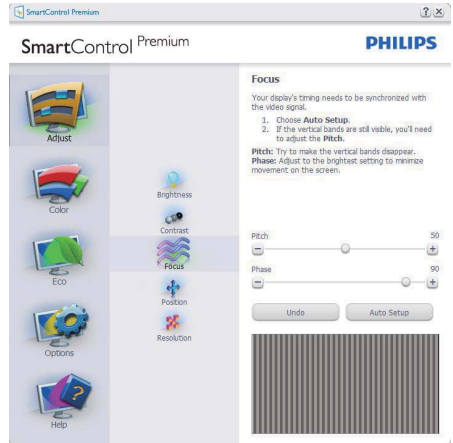 SmartControl Premium
SmartControl Premium
PHILIPS
Adjust
Color
Eco
Options
Help
Brightness
Contrast
Focus
Position
Resolution
Focus
Your display's timing needs to be synchronized with
the video signal.
1. Choose Auto Setup.
2. If the vertical bands are still visible, you'll need
to adjust the Pitch.
Pitch: Try to make the vertical bands disappear.
Phase: Adjust to the brightest setting to minimize
movement on the screen.
Pitch 50
Phase 90
Undo Auto Setup